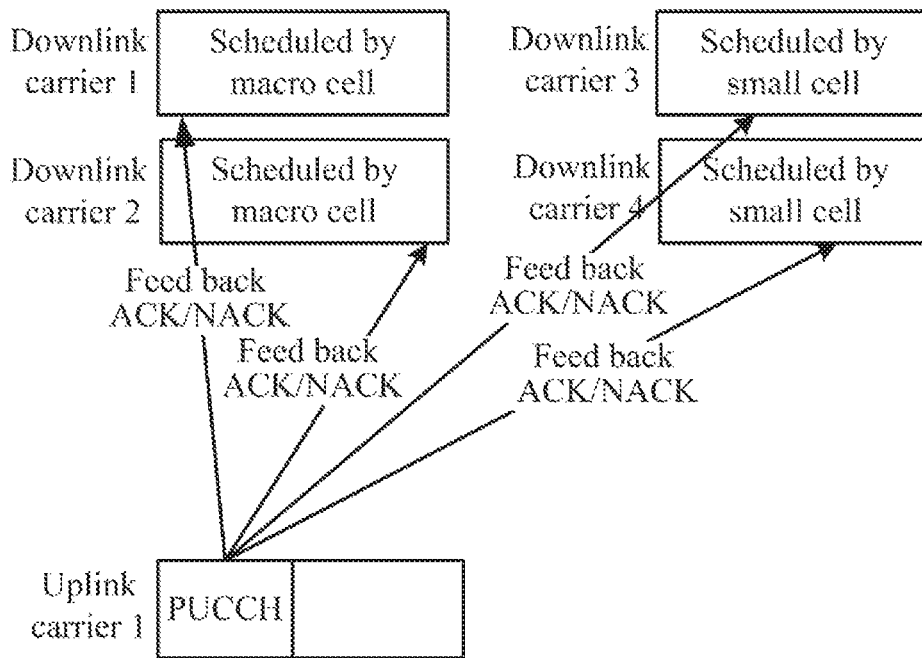 Downlink
carrier 1
Scheduled by
macro cell
Downlink
carrier 3
Scheduled by
small cell
Downlink
carrier 2
Scheduled by
macro cell
Downlink
carrier 4
Scheduled by
small cell
Feed back
ACK/NACK
Feed back
ACK/NACK
Feed back
ACK/NACK
Feed back
ACK/NACK
Uplink
carrier 1
PUCCH